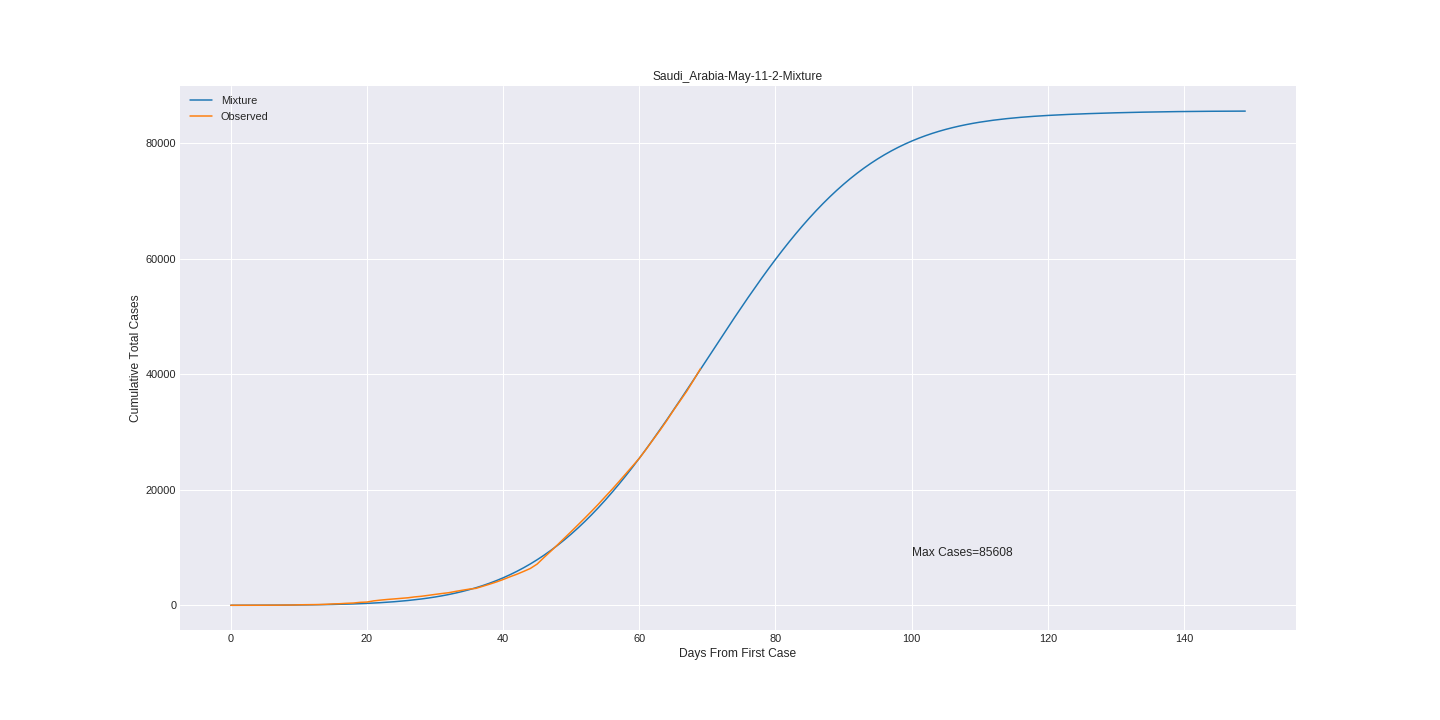 Saudi_Arabia-May-11-2-Mixture
Mixture
Observed
Cumulative Total Cases
80000
60000
40000
20000
0
Max Cases=85608
0 20 40 60 80 100 120 140
Days From First Case